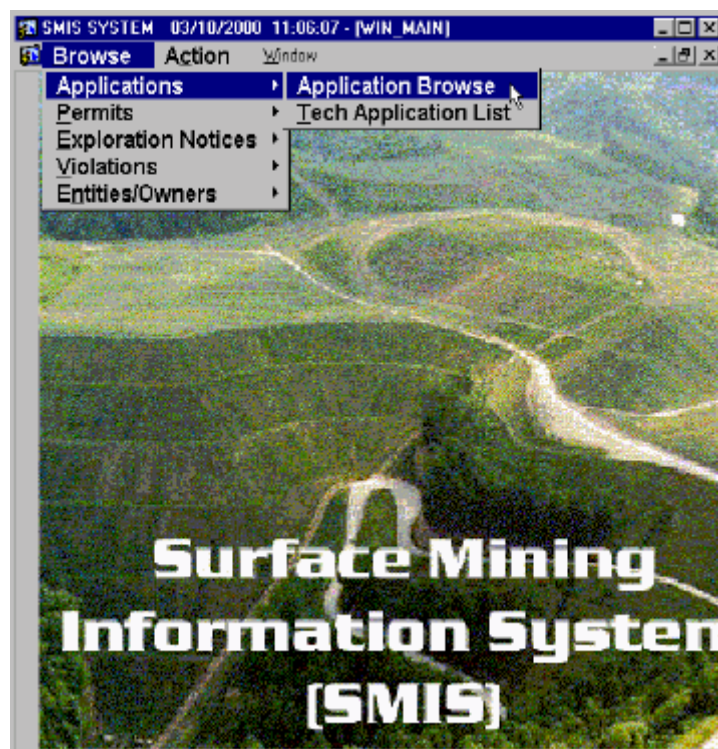 SMIS SYSTEM 03/10/2000 11:06:07 - [WIN_MAIN]
Browse Action Window
Applications Application Browse
Permits Tech Application List
Exploration Notices
Violations
Entities/Owners
Surface Mining
Information System
(SMIS)